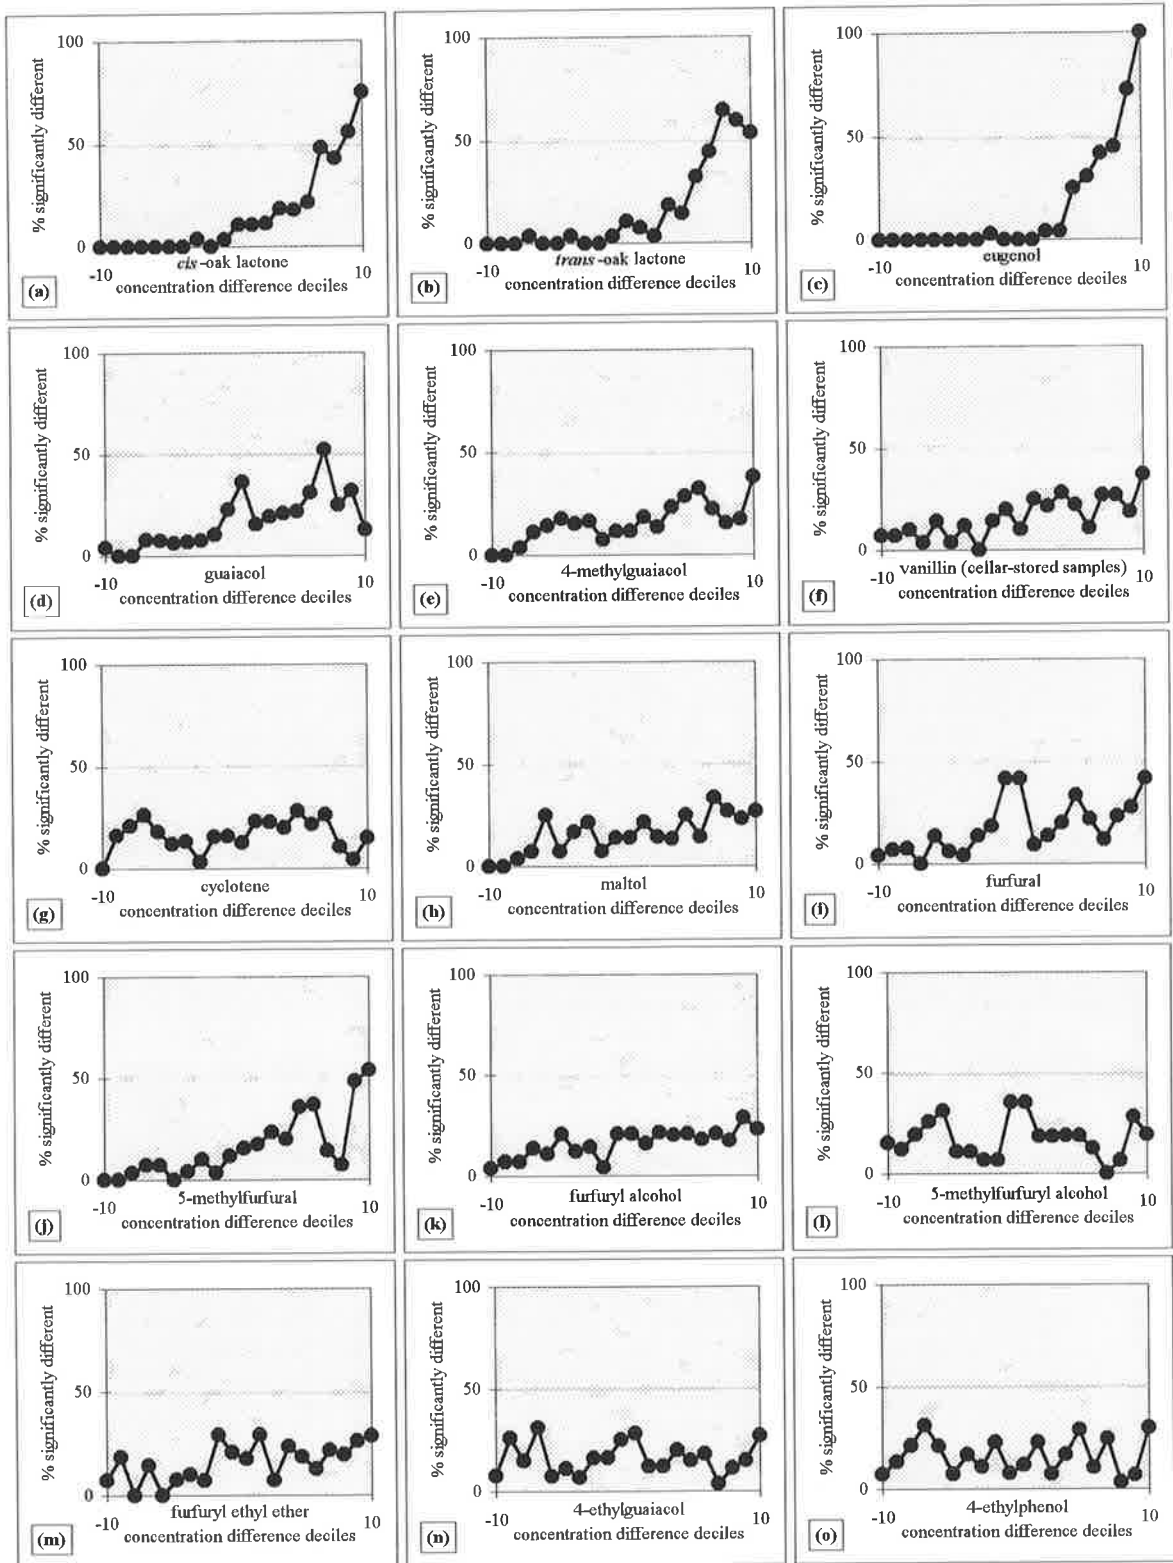 % significantly different
100
50
0
-10
10
cis-oak lactone
concentration difference deciles
(a)
% significantly different
100
50
0
-10
10
trans-oak lactone
concentration difference deciles
(b)
% significantly different
100
50
0
-10
10
eugenol
concentration difference deciles
(c)
% significantly different
100
50
0
-10
10
guaiacol
concentration difference deciles
(d)
% significantly different
100
50
0
-10
10
4-methylguaiacol
concentration difference deciles
(e)
% significantly different
100
50
0
-10
10
vanillin (cellar-stored samples)
concentration difference deciles
(f)
% significantly different
100
50
0
-10
10
cyclotene
concentration difference deciles
(g)
% significantly different
100
50
0
-10
10
maltol
concentration difference deciles
(h)
% significantly different
100
50
0
-10
10
furfural
concentration difference deciles
(i)
% significantly different
100
50
0
-10
10
5-methylfurfural
concentration difference deciles
(j)
% significantly different
100
50
0
-10
10
furfuryl alcohol
concentration difference deciles
(k)
% significantly different
100
50
0
-10
10
5-methylfurfuryl alcohol
concentration difference deciles
(l)
% significantly different
100
50
0
-10
10
furfuryl ethyl ether
concentration difference deciles
(m)
% significantly different
100
50
0
-10
10
4-ethylguaiacol
concentration difference deciles
(n)
% significantly different
100
50
0
-10
10
4-ethylphenol
concentration difference deciles
(o)